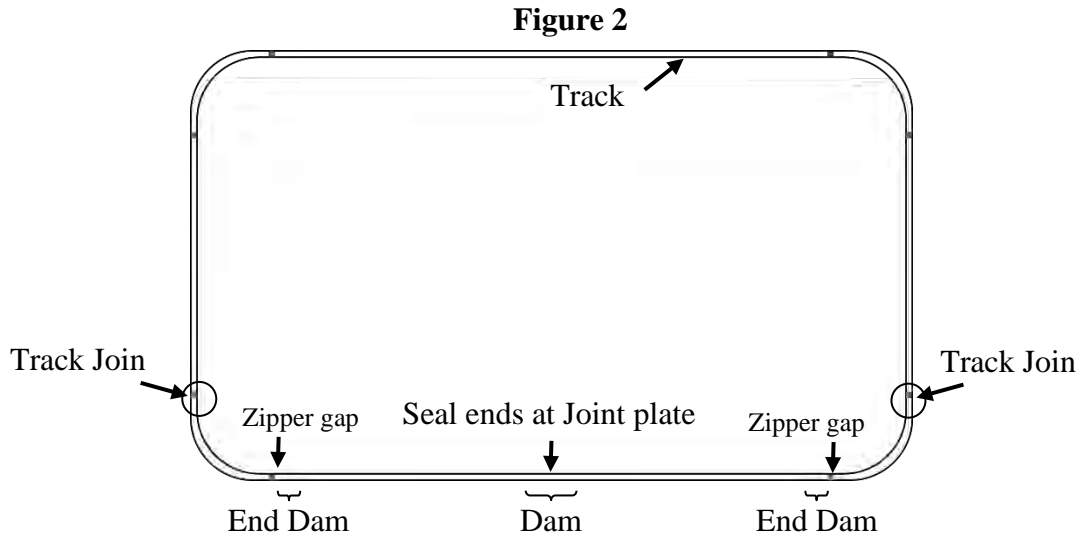 Figure 2
Track
Track Join
Track Join
Zipper gap
Seal ends at Joint plate
Zipper gap
End Dam
Dam
End Dam